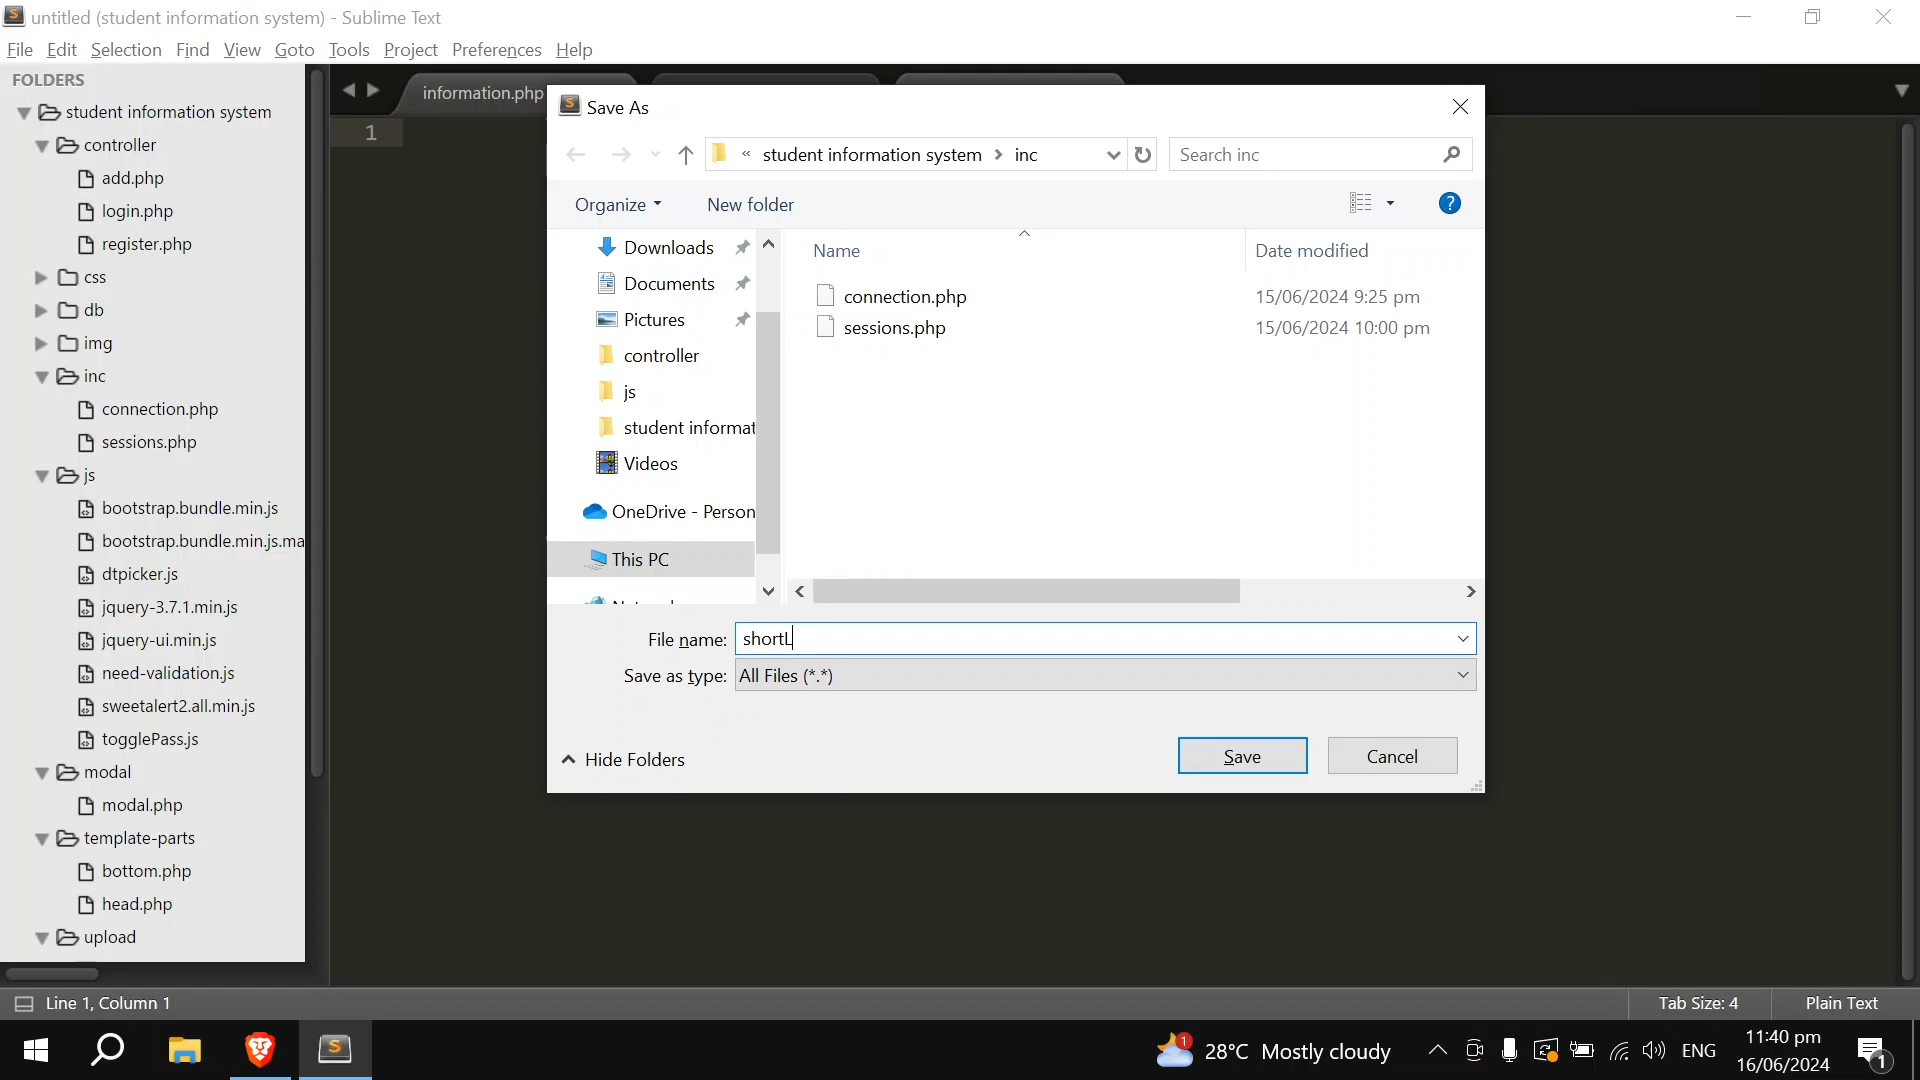 untitled (student information system) - Sublime Text
File Edit Selection Find View Goto Tools Project Preferences Help
FOLDERS
student information system
controller
add.php
login.php
register.php
css
db
img
inc
connection.php
sessions.php
js
bootstrap.bundle.min.js
bootstrap.bundle.min.js.ma
dtpicker.js
jquery-3.7.1.min.js
jquery-ui.min.js
need-validation.js
sweetalert2.all.min.js
togglePass.js
modal
modal.php
template-parts
bottom.php
head.php
upload
information.php
1
Save As
« student information system > inc
Search inc
Organize
New folder
?
Downloads
Documents
Pictures
controller
js
student informat
Videos
OneDrive - Person
This PC
Name Date modified
connection.php 15/06/2024 9:25 pm
sessions.php 15/06/2024 10:00 pm
File name: shortL
Save as type: All Files (*.*)
Hide Folders
Save
Cancel
Line 1, Column 1
Tab Size: 4
Plain Text
1
28°C Mostly cloudy
ENG
11:40 pm
16/06/2024
1